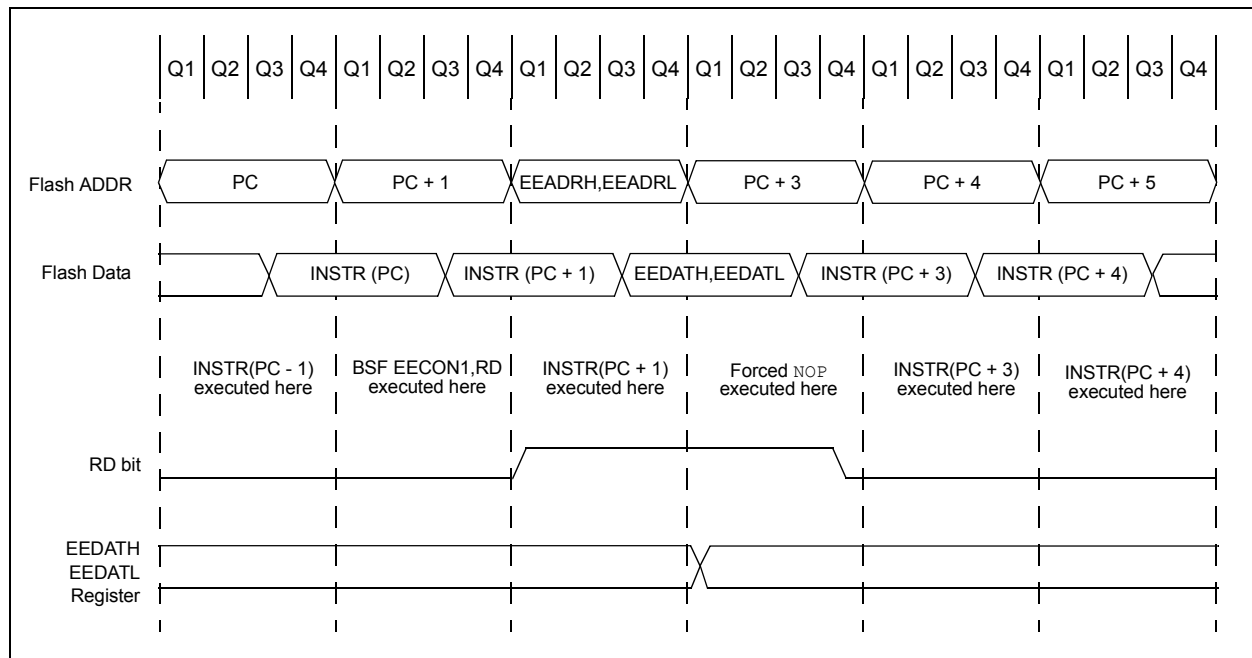 Q1 Q2 Q3 Q4 Q1 Q2 Q3 Q4 Q1 Q2 Q3 Q4 Q1 Q2 Q3 Q4 Q1 Q2 Q3 Q4 Q1 Q2 Q3 Q4
Flash ADDR PC PC + 1 EEADRH,EEADRL PC + 3 PC + 4 PC + 5
Flash Data INSTR (PC) INSTR (PC + 1) EEDATH,EEDATL INSTR (PC + 3) INSTR (PC + 4)
INSTR(PC - 1)
executed here
BSF EECON1,RD
executed here
INSTR(PC + 1)
executed here
Forced NOP
executed here
INSTR(PC + 3)
executed here
INSTR(PC + 4)
executed here
RD bit
EEDATH
EEDATL
Register